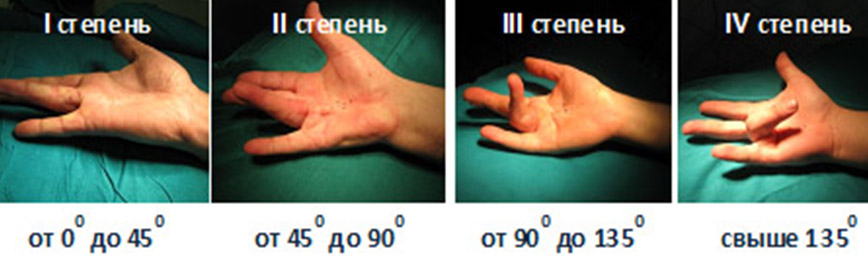 I степень
II степень
III степень
IV степень
от 0⁰ до 45⁰
от 45⁰ до 90⁰
от 90⁰ до 135⁰
свыше 135⁰